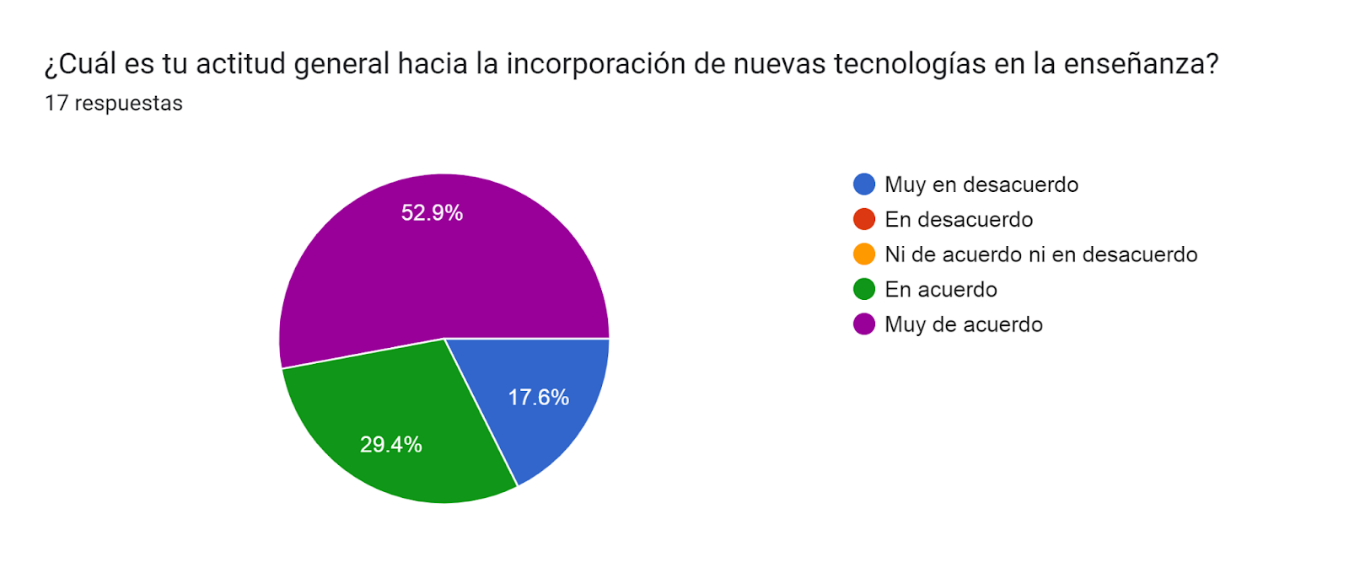 ¿Cuál es tu actitud general hacia la incorporación de nuevas tecnologías en la enseñanza?
17 respuestas
52.9%
17.6%
29.4%
Muy en desacuerdo
En desacuerdo
Ni de acuerdo ni en desacuerdo
En acuerdo
Muy de acuerdo